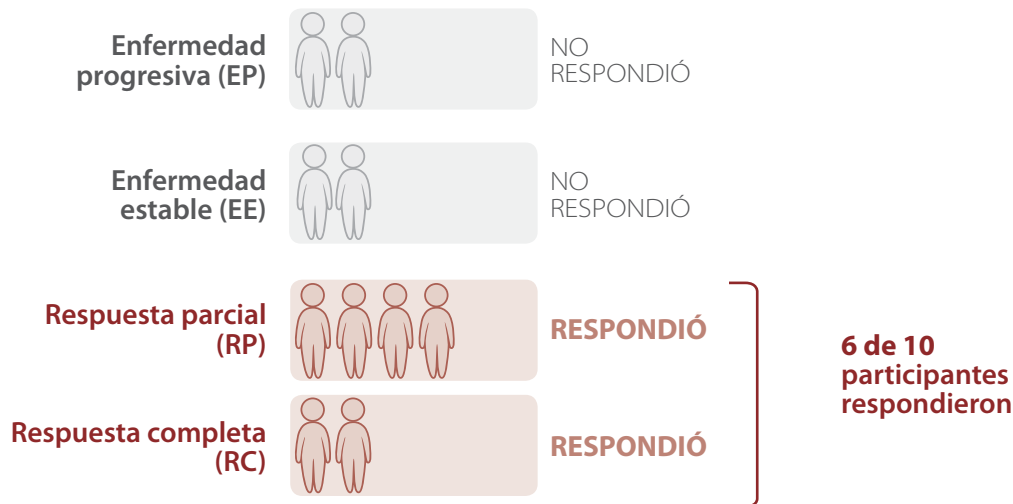 Enfermedad
progresiva (EP)
NO
RESPONDIÓ
Enfermedad
estable (EE)
NO
RESPONDIÓ
Respuesta parcial
(RP)
RESPONDIÓ
Respuesta completa
(RC)
RESPONDIÓ
6 de 10
participantes
respondieron